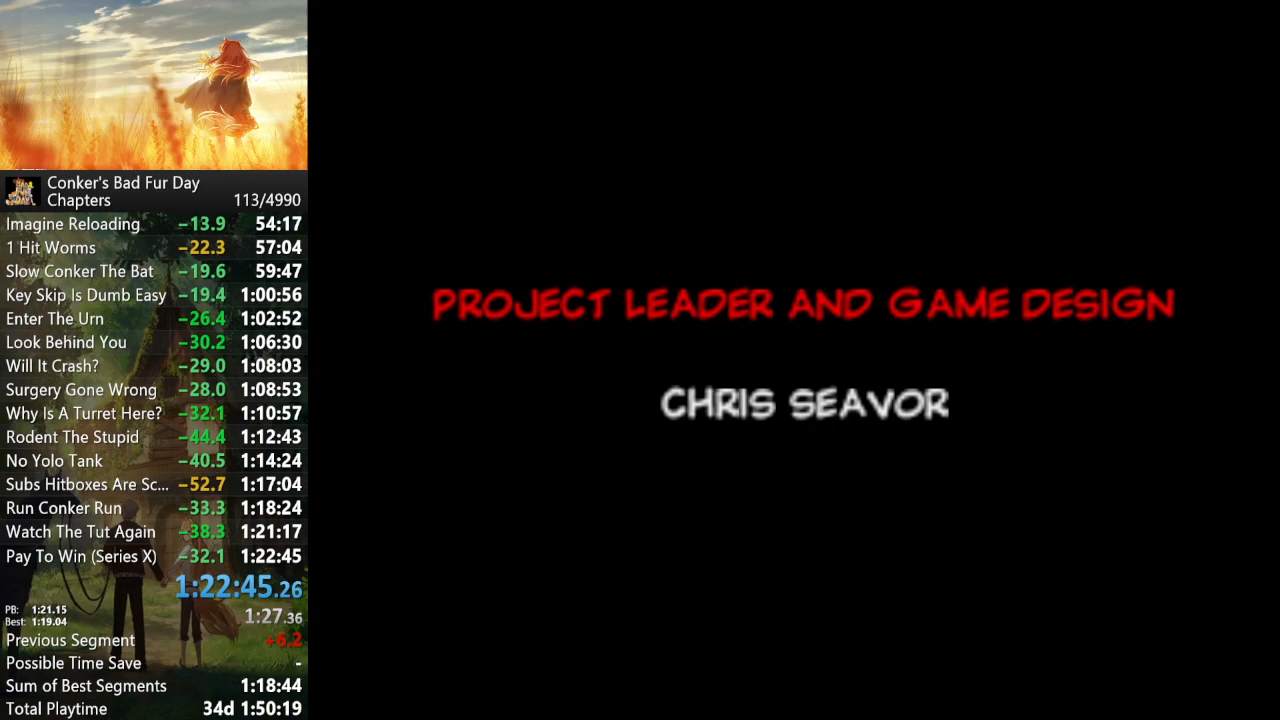 Conker's Bad Fur Day
Chapters 113/4990
Imagine Reloading −13.9 54:17
1 Hit Worms −22.3 57:04
Slow Conker The Bat −19.6 59:47
Key Skip Is Dumb Easy −19.4 1:00:56
Enter The Urn −26.4 1:02:52
Look Behind You −30.2 1:06:30
Will It Crash? −29.0 1:08:03
Surgery Gone Wrong −28.0 1:08:53
Why Is A Turret Here? −32.1 1:10:57
Rodent The Stupid −44.4 1:12:43
No Yolo Tank −40.5 1:14:24
Subs Hitboxes Are Sc... −52.7 1:17:04
Run Conker Run −33.3 1:18:24
Watch The Tut Again −38.3 1:21:17
Pay To Win (Series X) −32.1 1:22:45
1:22:45.26
PB: 1:21.15
Best: 1:19.04
1:27.36
Previous Segment +6.2
Possible Time Save -
Sum of Best Segments 1:18:44
Total Playtime 34d 1:50:19
PROJECT LEADER AND GAME DESIGN
CHRIS SEAVOR